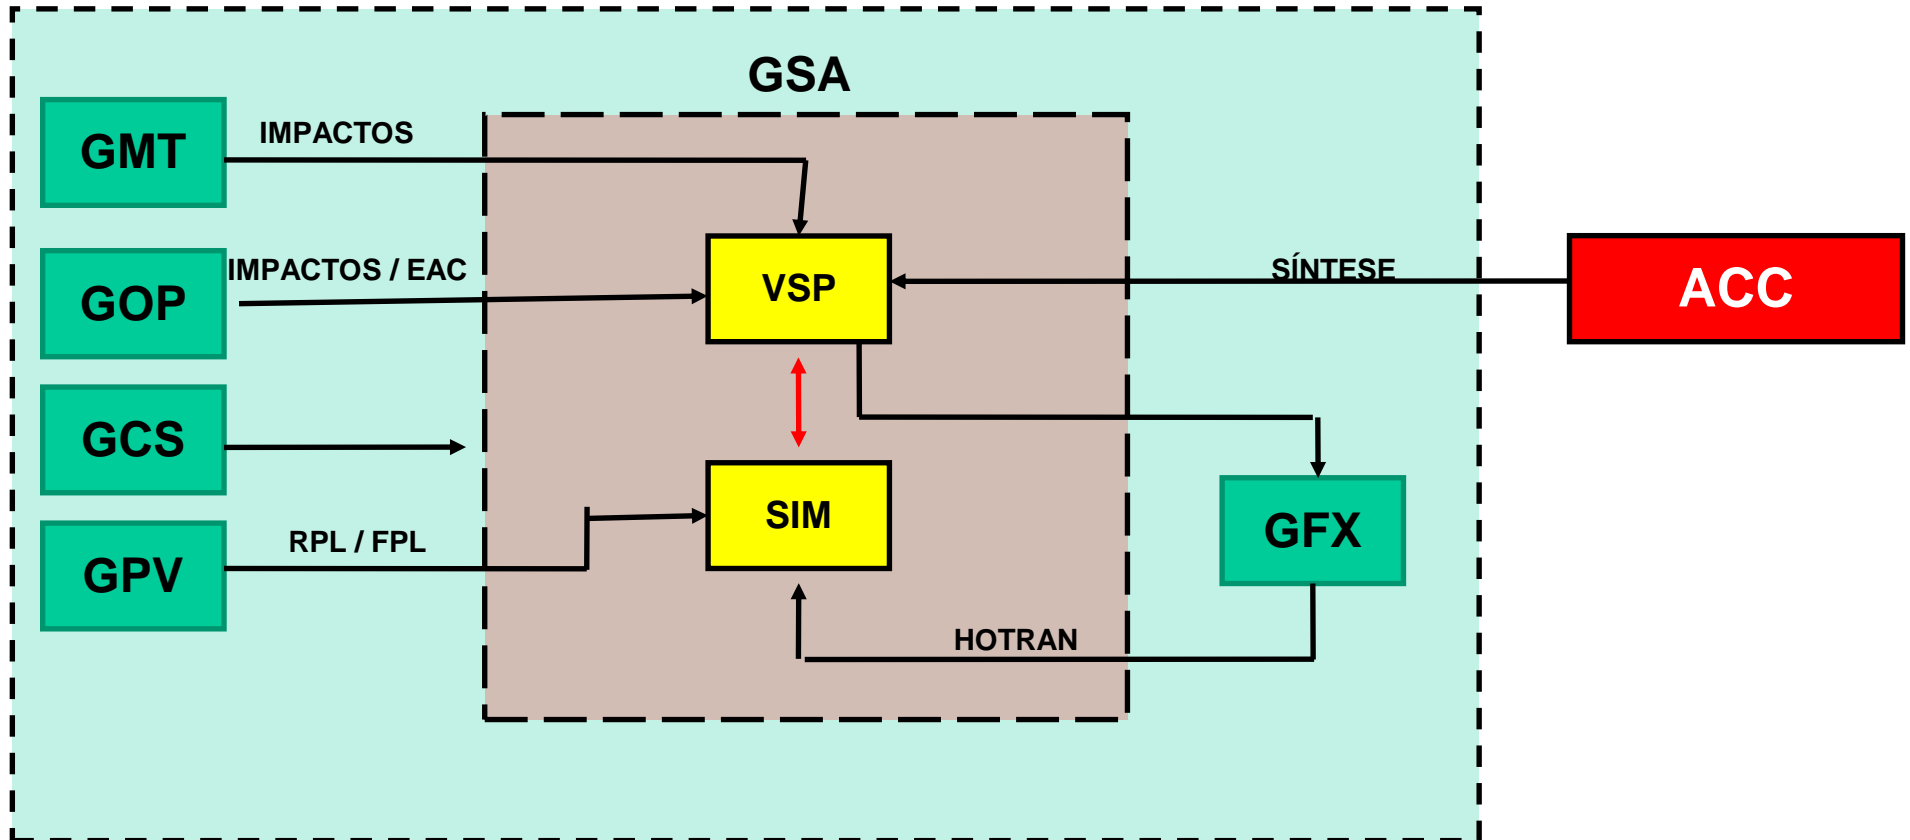 GSA
GMT
IMPACTOS
GOP
IMPACTOS / EAC
VSP
SÍNTESE
ACC
GCS
SIM
GFX
GPV
RPL / FPL
HOTRAN